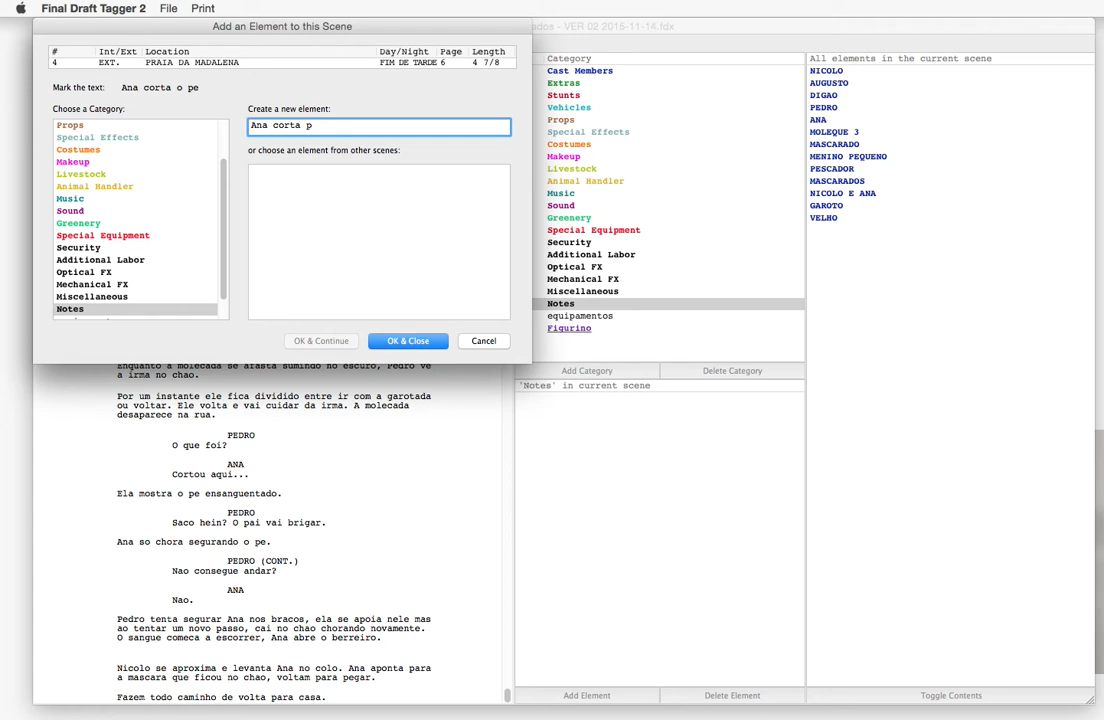 Final Draft Tagger 2 File Print
Add an Element to this Scene
ados - VER 02 2015-11-14.fdx
# Int/Ext Location Day/Night Page Length
4 EXT. PRAIA DA MADALENA FIM DE TARDE 6 4 7/8
Mark the text: Ana corta o pe
Choose a Category:
Props
Special Effects
Costumes
Makeup
Livestock
Animal Handler
Music
Sound
Greenery
Special Equipment
Security
Additional Labor
Optical FX
Mechanical FX
Miscellaneous
Notes
Create a new element:
Ana corta p
or choose an element from other scenes:
OK & Continue OK & Close Cancel
Enquanto a molecada se afasta sumindo no escuro, Pedro ve
a irma no chao.
Por um instante ele fica dividido entre ir com a garotada
ou voltar. Ele volta e vai cuidar da irma. A molecada
desaparece na rua.
PEDRO
O que foi?
ANA
Cortou aqui...
Ela mostra o pe ensanguentado.
PEDRO
Saco hein? O pai vai brigar.
Ana so chora segurando o pe.
PEDRO (CONT.)
Nao consegue andar?
ANA
Nao.
Pedro tenta segurar Ana nos bracos, ela se apoia nele mas
ao tentar um novo passo, cai no chao chorando novamente.
O sangue comeca a escorrer, Ana abre o berreiro.
Nicolo se aproxima e levanta Ana no colo. Ana aponta para
a mascara que ficou no chao, voltam para pegar.
Fazem todo caminho de volta para casa.
Category
Cast Members
Extras
Stunts
Vehicles
Props
Special Effects
Costumes
Makeup
Livestock
Animal Handler
Music
Sound
Greenery
Special Equipment
Security
Additional Labor
Optical FX
Mechanical FX
Miscellaneous
Notes
equipamentos
Figurino
Add Category Delete Category
'Notes' in current scene
Add Element Delete Element
All elements in the current scene
NICOLO
AUGUSTO
DIGAO
PEDRO
ANA
MOLEQUE 3
MASCARADO
MENINO PEQUENO
PESCADOR
MASCARADOS
NICOLO E ANA
GAROTO
VELHO
Toggle Contents